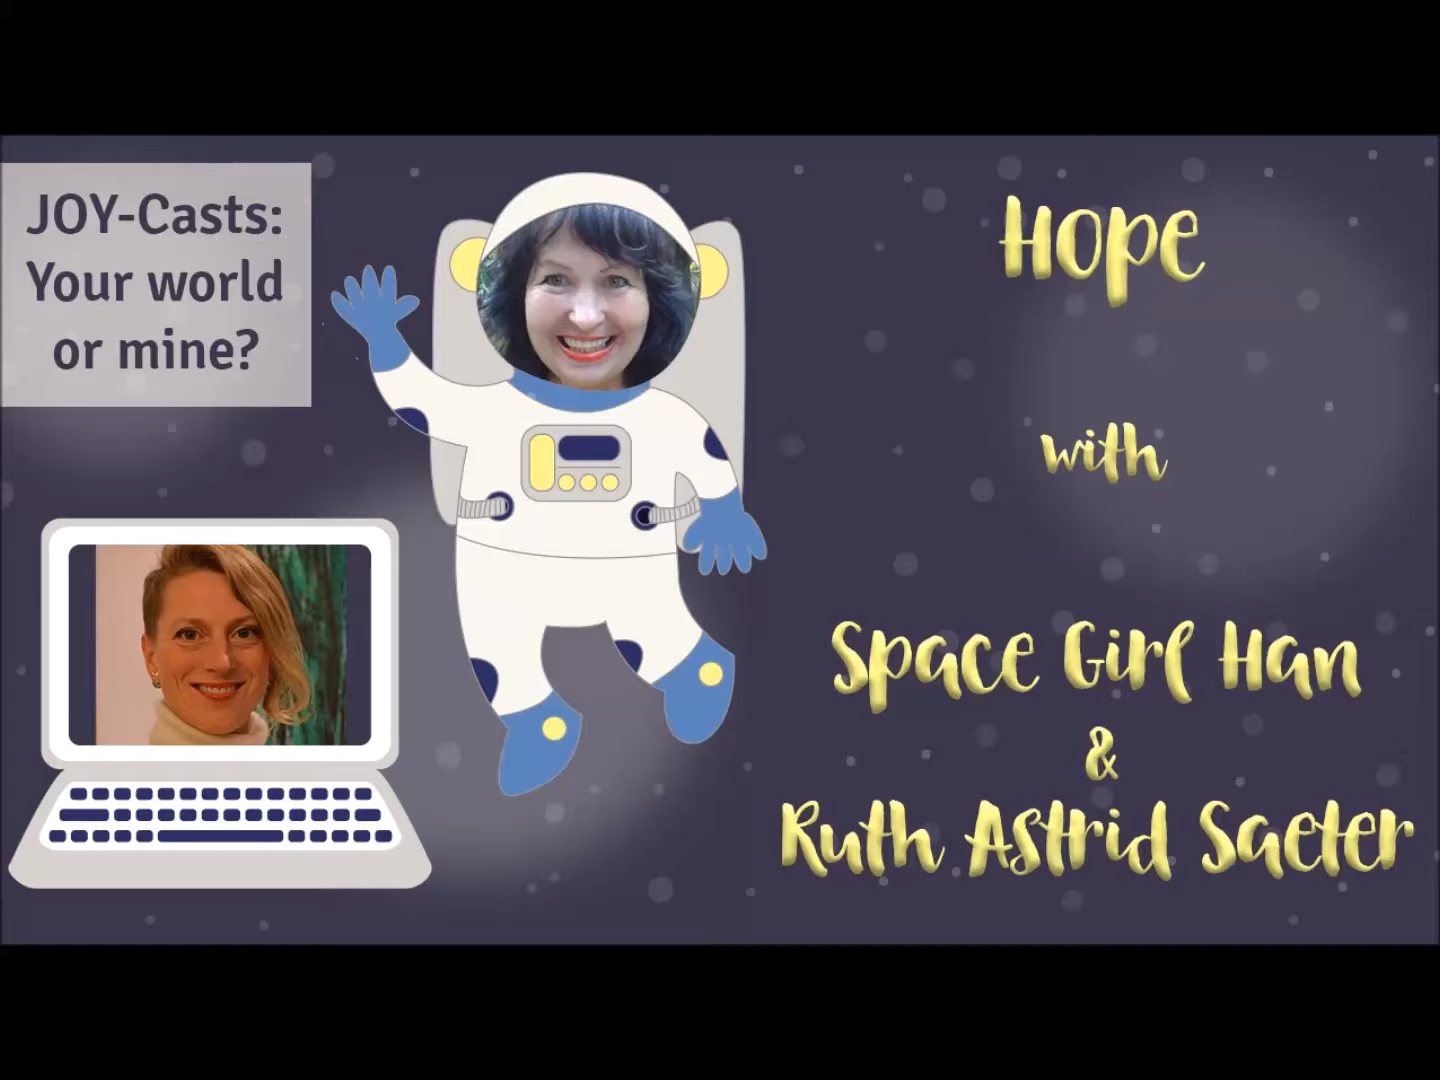 JOY-Casts:
Your world
or mine?
Hope
with
Space Girl Han
&
Ruth Astrid Saeter